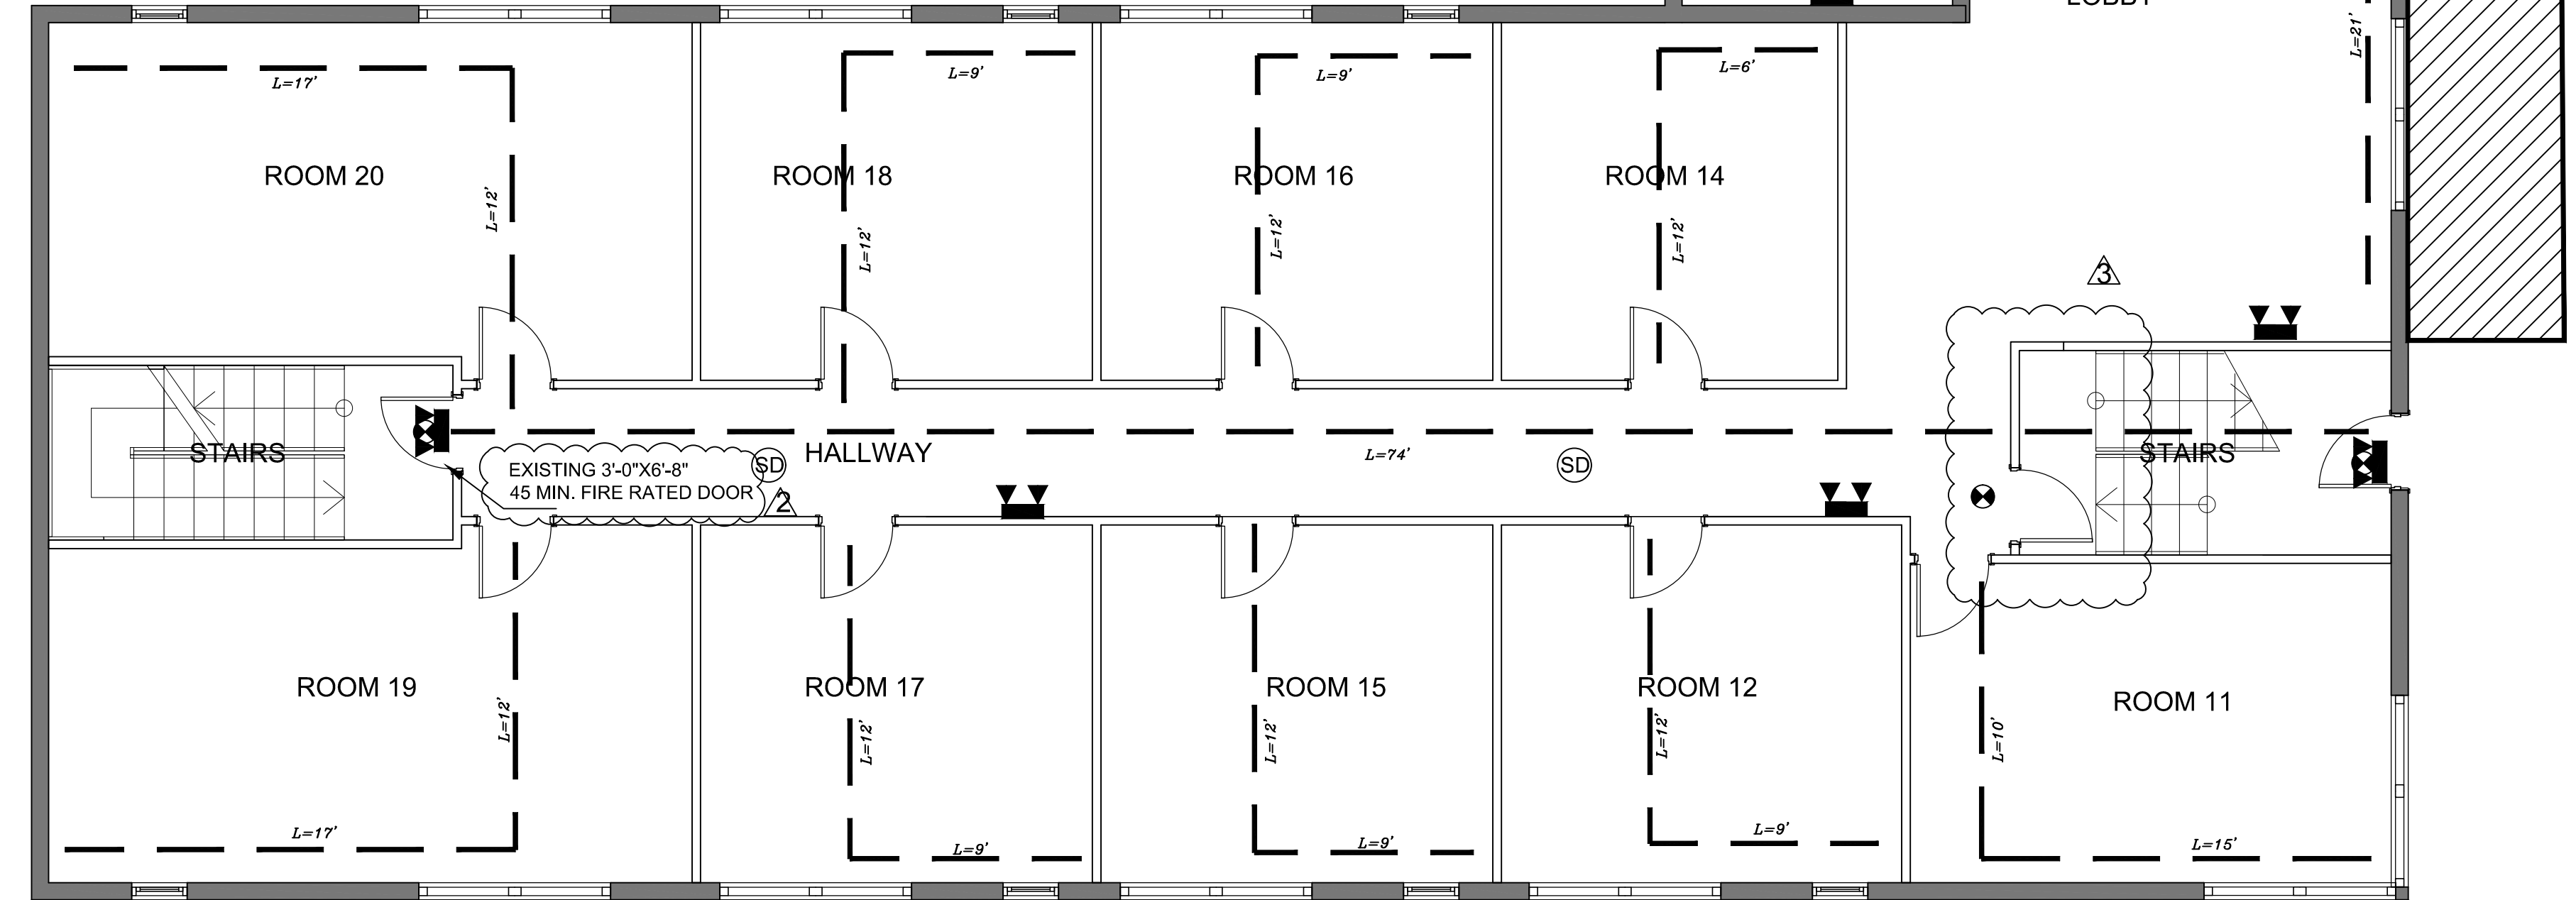 LOBBY
L=21'
L=17'
L=9'
L=9'
L=6'
ROOM 20
ROOM 18
ROOM 16
ROOM 14
L=12'
L=12'
L=12'
L=12'
3
STAIRS
HALLWAY
L=74'
STAIRS
EXISTING 3'-0"X6'-8"
45 MIN. FIRE RATED DOOR
SD
SD
2
ROOM 19
ROOM 17
ROOM 15
ROOM 12
ROOM 11
L=12'
L=12'
L=12'
L=12'
L=10'
L=17'
L=9'
L=9'
L=9'
L=15'